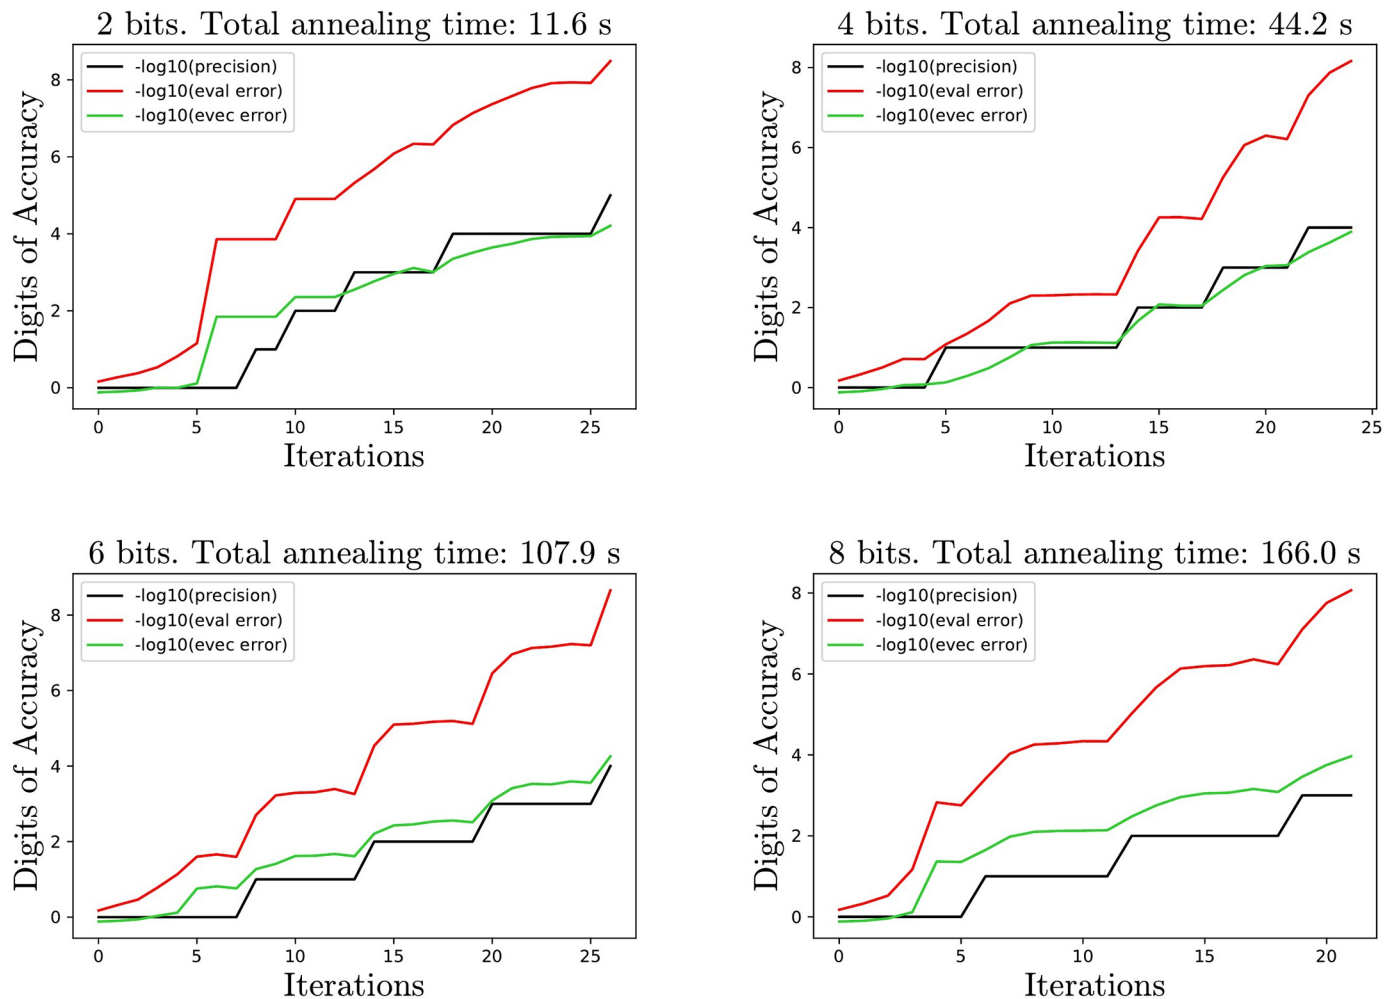 2 bits. Total annealing time: 11.6 s
-log10(precision)
-log10(eval error)
-log10(evec error)
Digits of Accuracy
8
6
4
2
0
0 5 10 15 20 25
Iterations
4 bits. Total annealing time: 44.2 s
-log10(precision)
-log10(eval error)
-log10(evec error)
Digits of Accuracy
8
6
4
2
0
0 5 10 15 20 25
Iterations
6 bits. Total annealing time: 107.9 s
-log10(precision)
-log10(eval error)
-log10(evec error)
Digits of Accuracy
8
6
4
2
0
0 5 10 15 20 25
Iterations
8 bits. Total annealing time: 166.0 s
-log10(precision)
-log10(eval error)
-log10(evec error)
Digits of Accuracy
8
6
4
2
0
0 5 10 15 20
Iterations